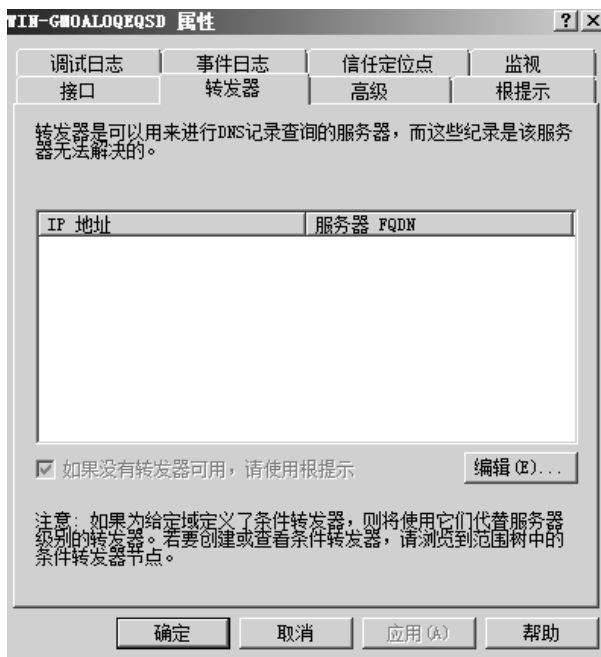 WIN-GMOALOQEQSD 属性
调试日志 事件日志 信任定位点 监视
接口 转发器 高级 根提示
转发器是可以用来进行DNS记录查询的服务器，而这些纪录是该服务
器无法解决的。
IP 地址 服务器 FQDN
如果没有转发器可用，请使用根提示 编辑(E)...
注意: 如果为给定域定义了条件转发器，则将使用它们代替服务器
级别的转发器。若要创建或查看条件转发器，请浏览到范围树中的
条件转发器节点。
确定 取消 应用(A) 帮助